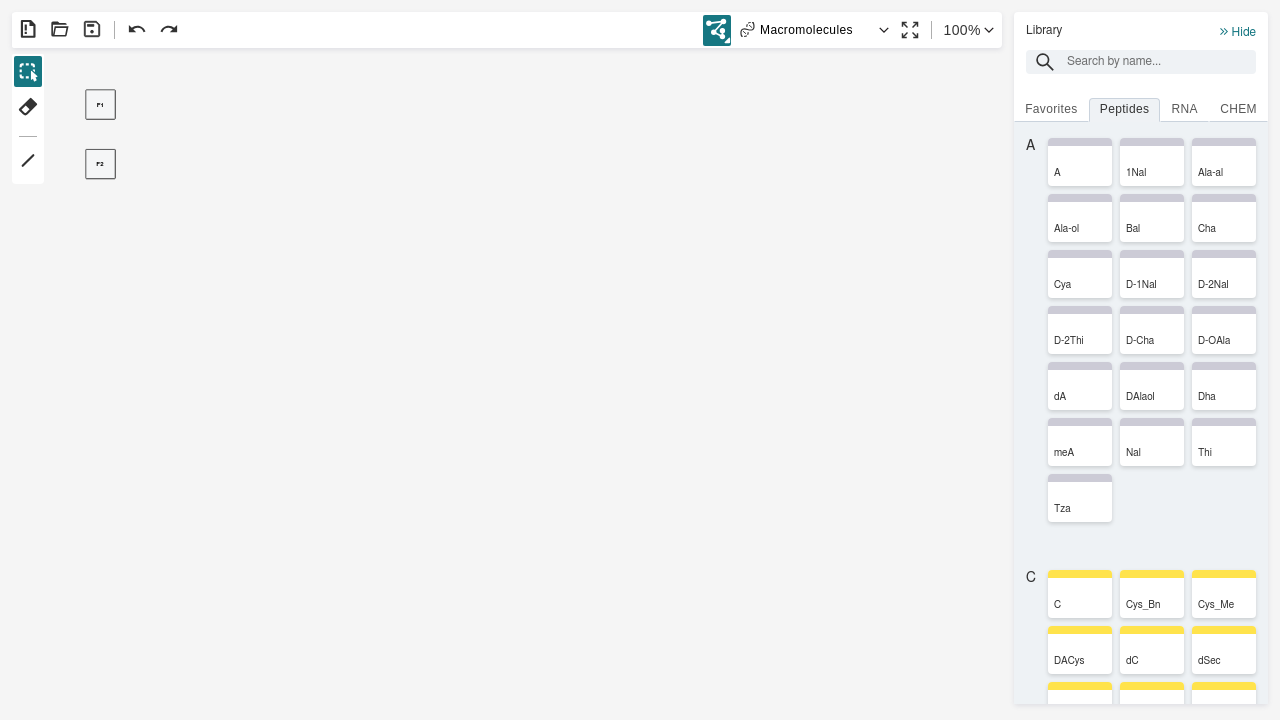 Macromolecules
100%
Library
Hide
Search by name...
Favorites
Peptides
RNA
CHEM
F1
F2
A
A
1Nal
Ala-al
Ala-ol
Bal
Cha
Cya
D-1Nal
D-2Nal
D-2Thi
D-Cha
D-OAla
dA
DAlaol
Dha
meA
Nal
Thi
Tza
C
C
Cys_Bn
Cys_Me
DACys
dC
dSec